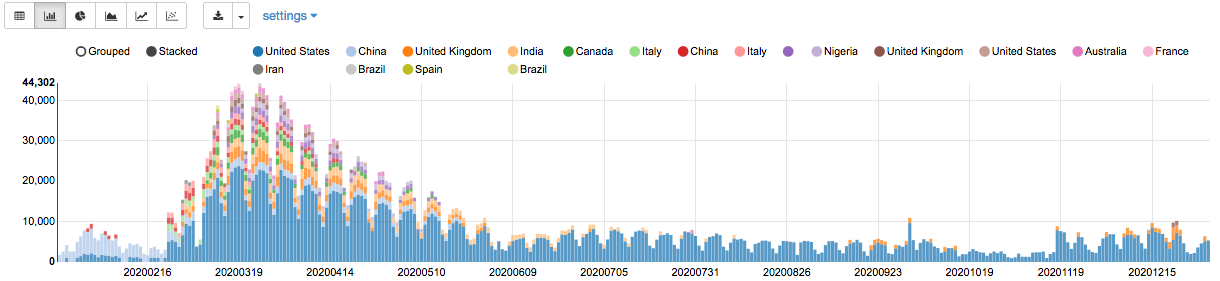 settings
Grouped Stacked United States China United Kingdom India Canada Italy China Italy Nigeria United Kingdom United States Australia France
Iran Brazil Spain Brazil
44,302
40,000
30,000
20,000
10,000
0
20200216 20200319 20200414 20200510 20200609 20200705 20200731 20200826 20200923 20201019 20201119 20201215